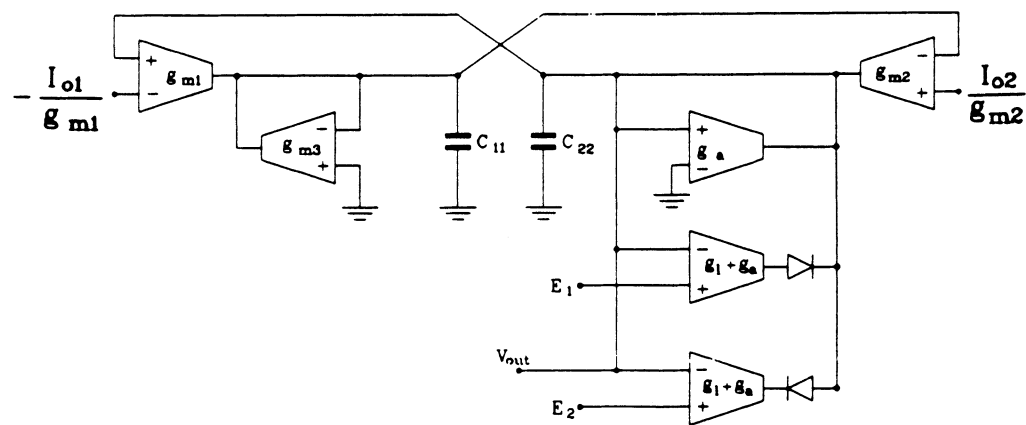 +
g m1
−
− I o1
g m1
−
g m3
+
C 11
C 22
−
g m2
+
I o2
g m2
+
g a
−
−
g 1 + g a
+
E 1
V out
−
g 1 + g a
+
E 2